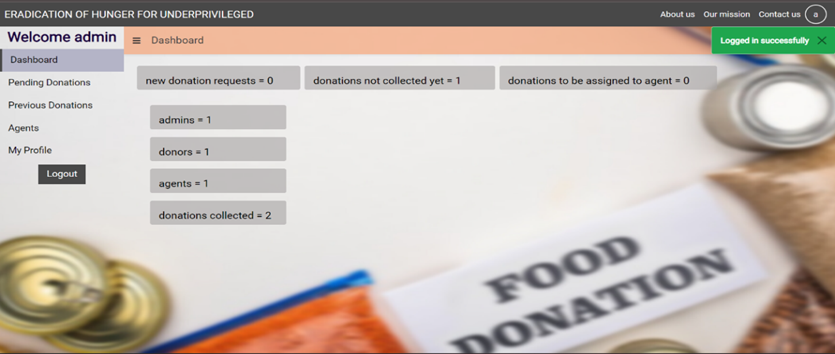 ERADICATION OF HUNGER FOR UNDERPRIVILEGED
About us Our mission Contact us a
Welcome admin
Dashboard
Logged in successfully
Dashboard
Pending Donations
Previous Donations
Agents
My Profile
Logout
new donation requests = 0 donations not collected yet = 1 donations to be assigned to agent = 0
admins = 1
donors = 1
agents = 1
donations collected = 2
FOOD
DONATION